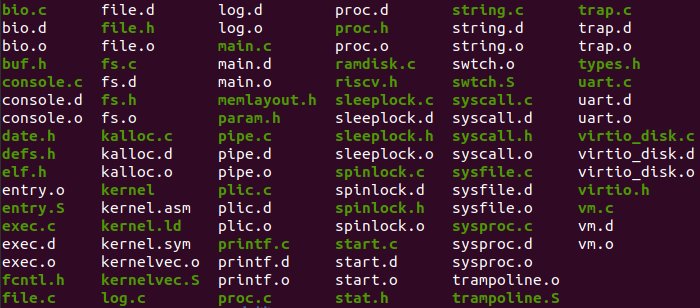 bio.c file.d log.d proc.d string.c trap.c
bio.d file.h log.o proc.h string.d trap.d
bio.o file.o main.c proc.o string.o trap.o
buf.h fs.c main.d ramdisk.c swtch.o types.h
console.c fs.d main.o riscv.h swtch.S uart.c
console.d fs.h memlayout.h sleeplock.c syscall.c uart.d
console.o fs.o param.h sleeplock.d syscall.d uart.o
date.h kalloc.c pipe.c sleeplock.h syscall.h virtio_disk.c
defs.h kalloc.d pipe.d sleeplock.o syscall.o virtio_disk.d
elf.h kalloc.o pipe.o spinlock.c sysfile.c virtio_disk.o
entry.o kernel plic.c spinlock.d sysfile.d virtio.h
entry.S kernel.asm plic.d spinlock.h sysfile.o vm.c
exec.c kernel.ld plic.o spinlock.o sysproc.c vm.d
exec.d kernel.sym printf.c start.c sysproc.d vm.o
exec.o kernelvec.o printf.d start.d sysproc.o
fcntl.h kernelvec.S printf.o start.o trampoline.o
file.c log.c proc.c stat.h trampoline.S